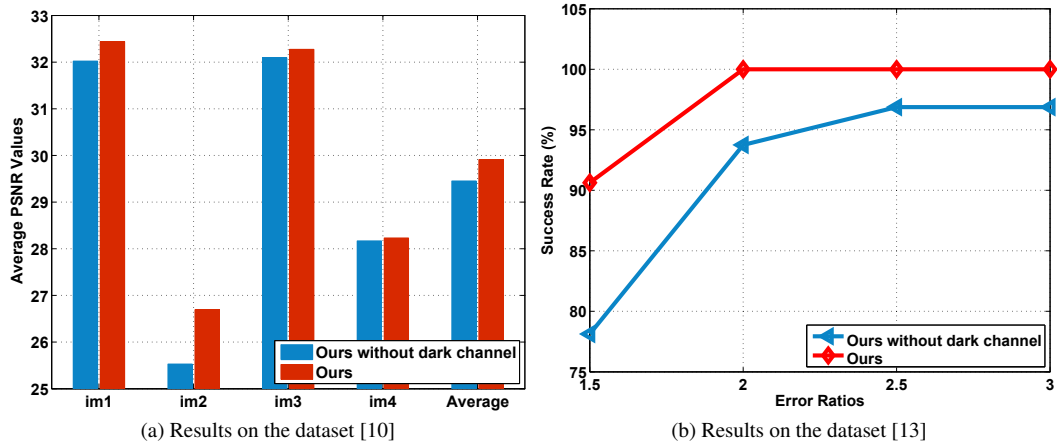 33
32
31
30
29
28
27
26
25
Average PSNR Values
im1 im2 im3 im4 Average
Ours without dark channel
Ours
(a) Results on the dataset [10]
105
100
95
90
85
80
75
Success Rate (%)
1.5 2 2.5 3
Error Ratios
Ours without dark channel
Ours
(b) Results on the dataset [13]